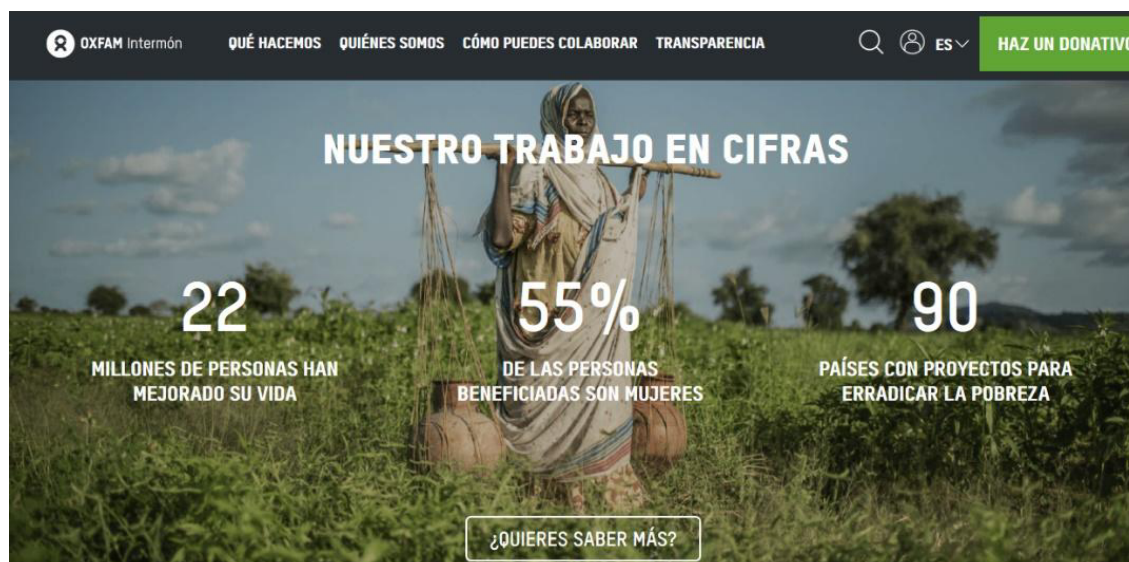 OXFAM Intermón
QUÉ HACEMOS QUIÉNES SOMOS CÓMO PUEDES COLABORAR TRANSPARENCIA
ES
HAZ UN DONATIVO
NUESTRO TRABAJO EN CIFRAS
22
MILLONES DE PERSONAS HAN
MEJORADO SU VIDA
55%
DE LAS PERSONAS
BENEFICIADAS SON MUJERES
90
PAÍSES CON PROYECTOS PARA
ERRADICAR LA POBREZA
¿QUIERES SABER MÁS?